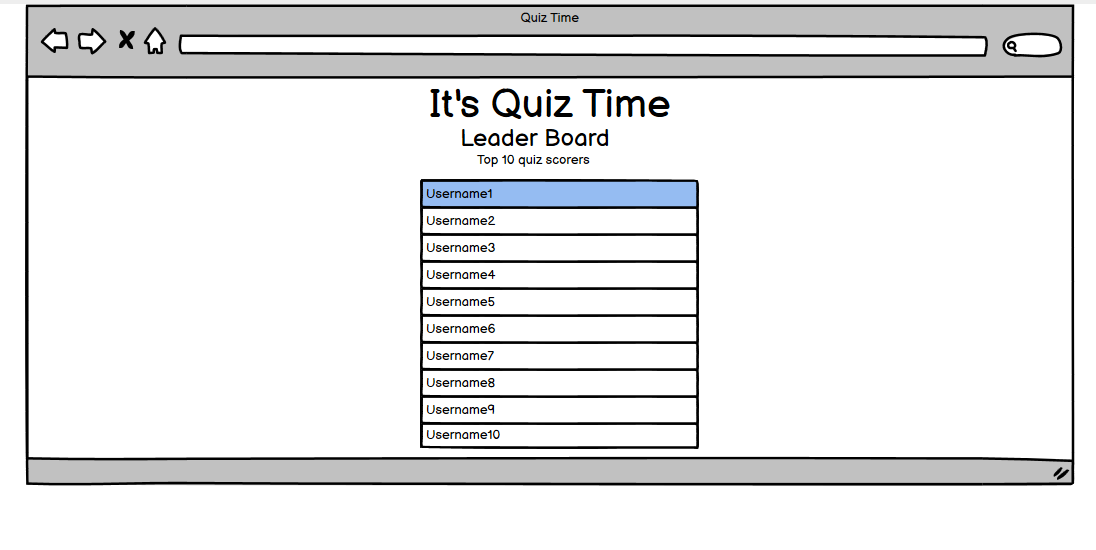 Quiz Time
It's Quiz Time
Leader Board
Top 10 quiz scorers
Username1
Username2
Username3
Username4
Username5
Username6
Username7
Username8
Username9
Username10